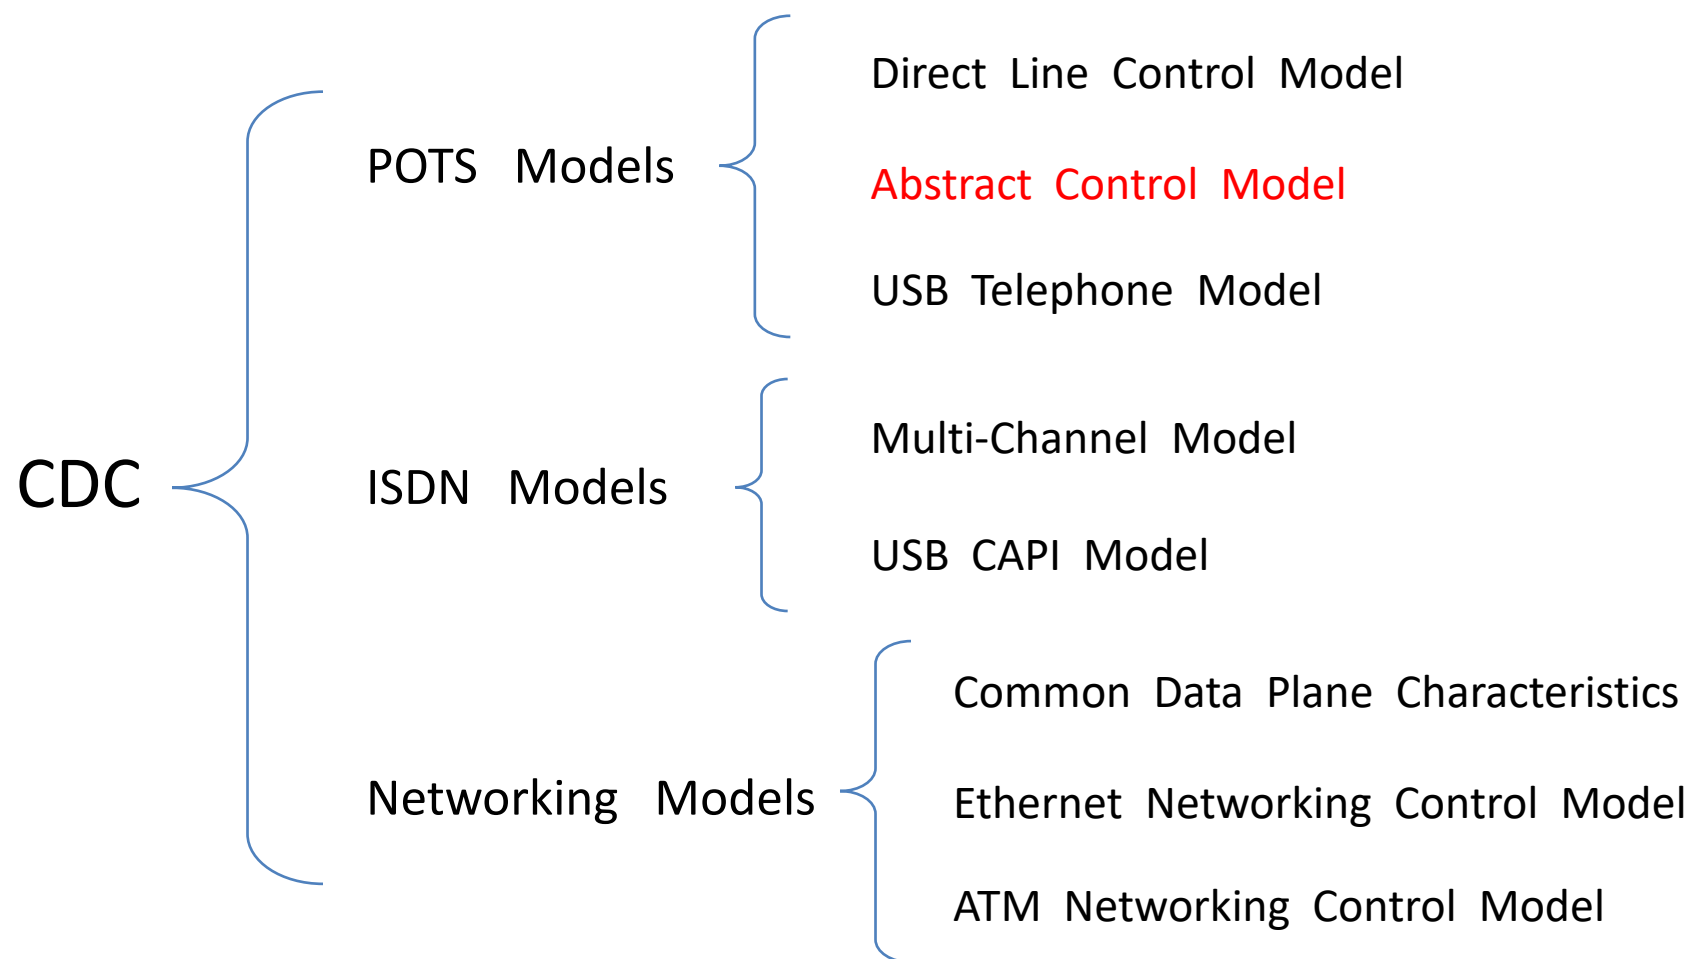 CDC
POTS Models
Direct Line Control Model
Abstract Control Model
USB Telephone Model
ISDN Models
Multi-Channel Model
USB CAPI Model
Networking Models
Common Data Plane Characteristics
Ethernet Networking Control Model
ATM Networking Control Model